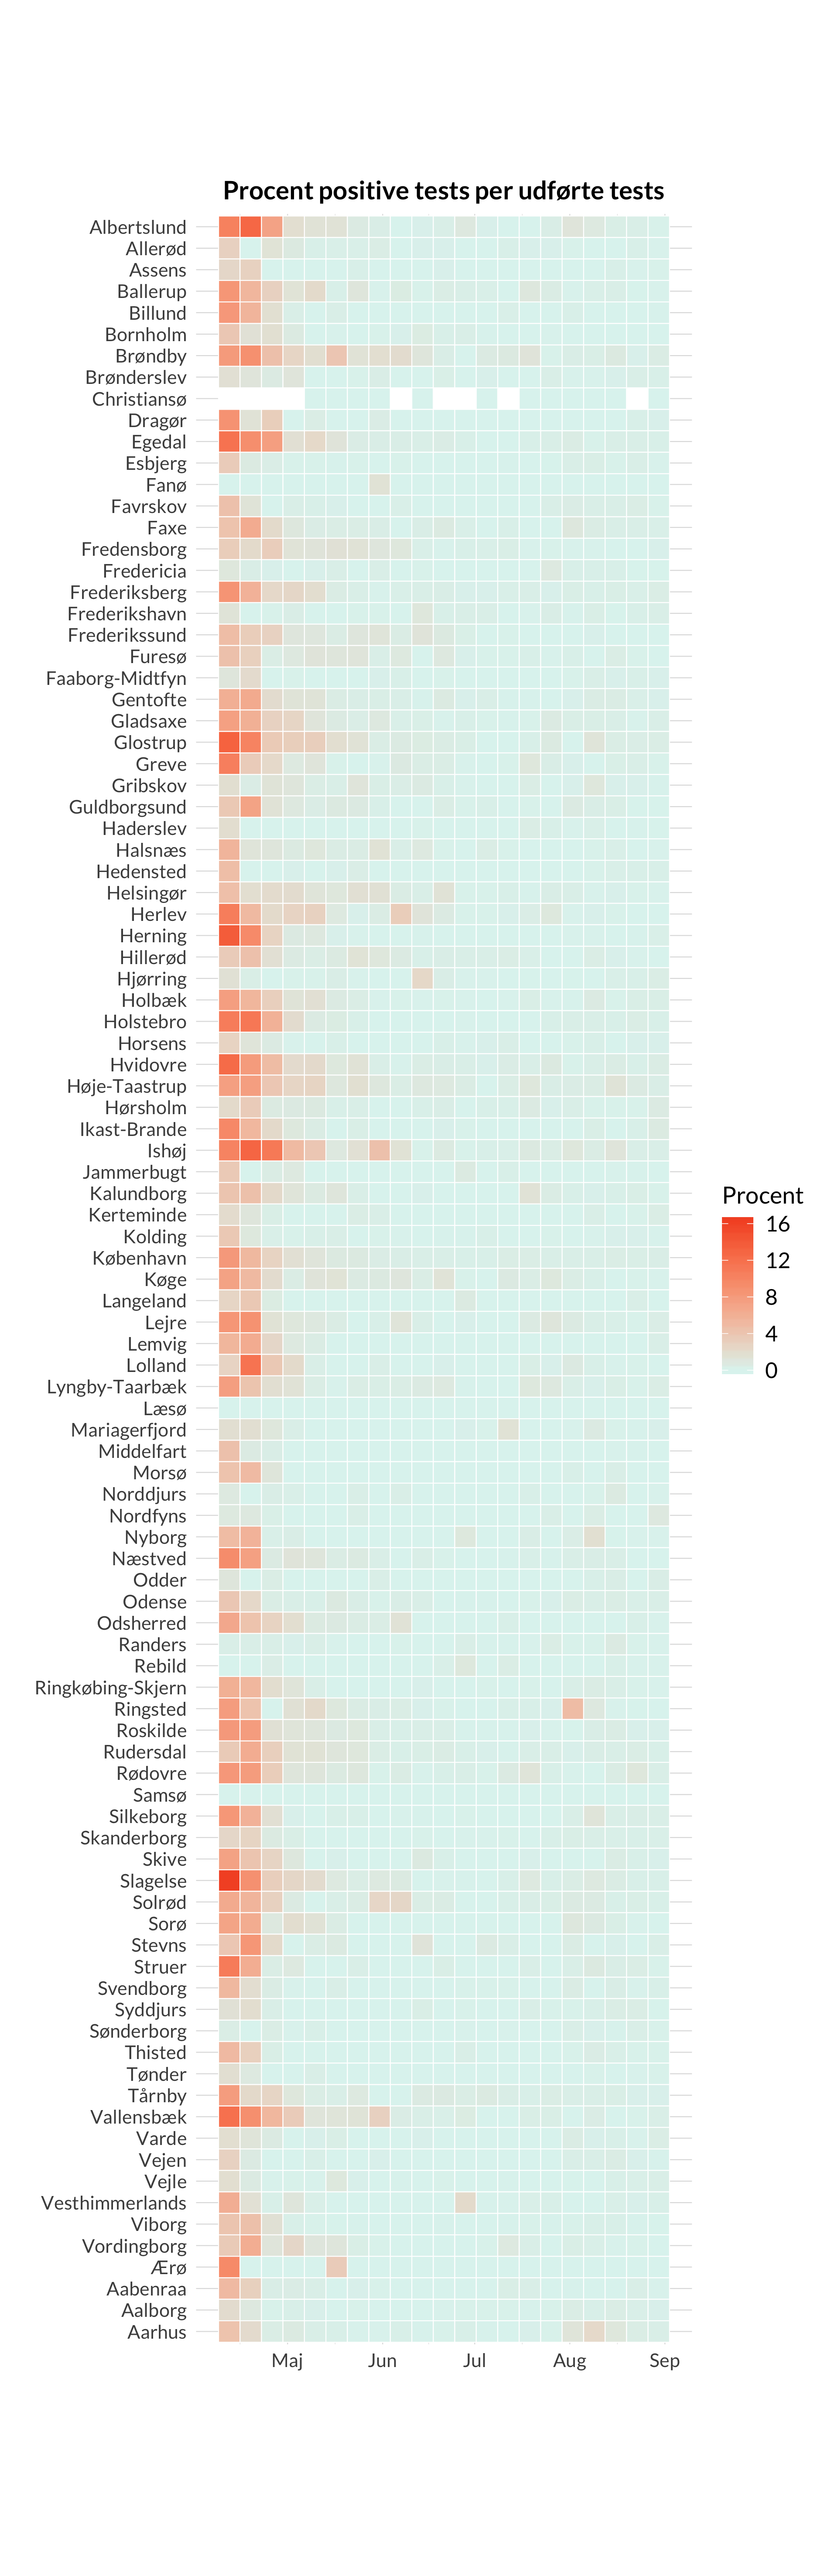 Procent positive tests per udførte tests
Albertslund
Allerød
Assens
Ballerup
Billund
Bornholm
Brøndby
Brønderslev
Christiansø
Dragør
Egedal
Esbjerg
Fanø
Favrskov
Faxe
Fredensborg
Fredericia
Frederiksberg
Frederikshavn
Frederikssund
Furesø
Faaborg-Midtfyn
Gentofte
Gladsaxe
Glostrup
Greve
Gribskov
Guldborgsund
Haderslev
Halsnæs
Hedensted
Helsingør
Herlev
Herning
Hillerød
Hjørring
Holbæk
Holstebro
Horsens
Hvidovre
Høje-Taastrup
Hørsholm
Ikast-Brande
Ishøj
Jammerbugt
Kalundborg
Kerteminde
Kolding
København
Køge
Langeland
Lejre
Lemvig
Lolland
Lyngby-Taarbæk
Læsø
Mariagerfjord
Middelfart
Morsø
Norddjurs
Nordfyns
Nyborg
Næstved
Odder
Odense
Odsherred
Randers
Rebild
Ringkøbing-Skjern
Ringsted
Roskilde
Rudersdal
Rødovre
Samsø
Silkeborg
Skanderborg
Skive
Slagelse
Solrød
Sorø
Stevns
Struer
Svendborg
Syddjurs
Sønderborg
Thisted
Tønder
Tårnby
Vallensbæk
Varde
Vejen
Vejle
Vesthimmerlands
Viborg
Vordingborg
Ærø
Aabenraa
Aalborg
Aarhus
Maj Jun Jul Aug Sep
Procent
16
12
8
4
0